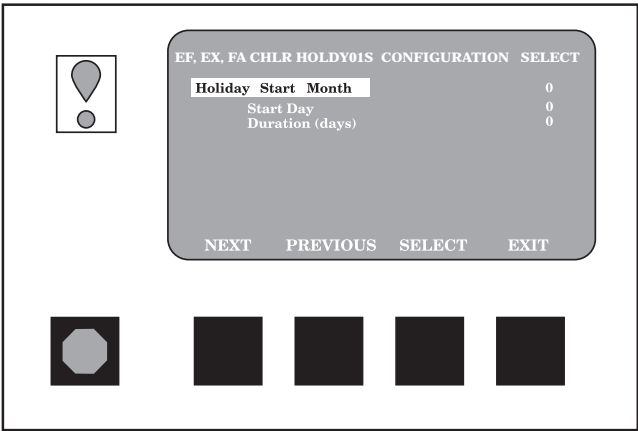 EF, EX, FA CHLR HOLDY01S CONFIGURATION SELECT
Holiday Start Month 0
Start Day 0
Duration (days) 0
NEXT PREVIOUS SELECT EXIT